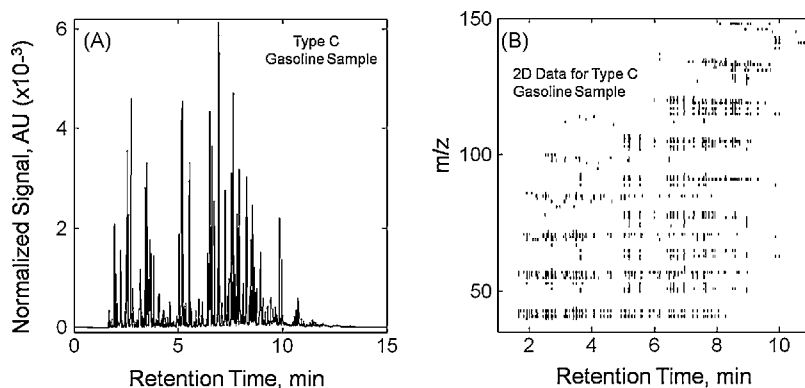 (A)
Type C
Gasoline Sample
Normalized Signal, AU (x10-3)
6
4
2
0
0 5 10 15
Retention Time, min
(B)
2D Data for Type C
Gasoline Sample
m/z
150
100
50
2 4 6 8 10
Retention Time, min